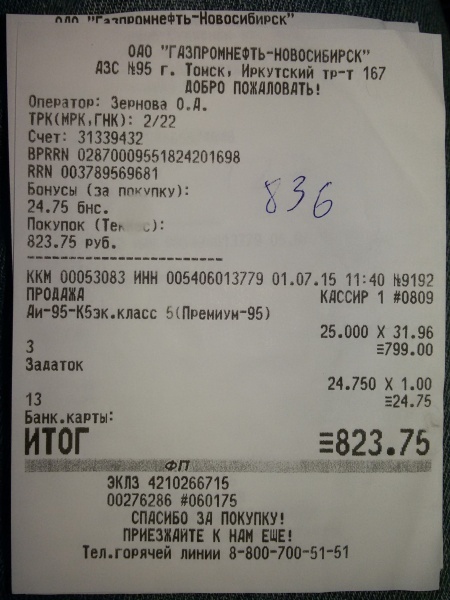 ОАО "ГАЗПРОМНЕФТЬ-НОВОСИБИРСК"
ОАО "ГАЗПРОМНЕФТЬ-НОВОСИБИРСК"
АЗС №95 г. Томск, Иркутский тр-т 167
ДОБРО ПОЖАЛОВАТЬ!
Оператор: Зернова О.А.
ТРК(МРК,ГНК): 2/22
Счет: 31339432
BPRRN 02870009551824201698
RRN 003789569681
Бонусы (за покупку):
24.75 бнс.
836
Покупок (Тек
823.75 руб.
ККМ 00053083 ИНН 005406013779 01.07.15 11:40 №9192
ПРОДАЖА КАССИР 1 #0809
Аи-95-К5эк.класс 5(Премиум-95)
25.000 X 31.96
3 ≡799.00
Задаток
24.750 X 1.00
13 ≡24.75
Банк.карты:
ИТОГ ≡823.75
ФП
ЭКЛЗ 4210266715
00276286 #060175
СПАСИБО ЗА ПОКУПКУ!
ПРИЕЗЖАЙТЕ К НАМ ЕЩЕ!
Тел.горячей линии 8-800-700-51-51